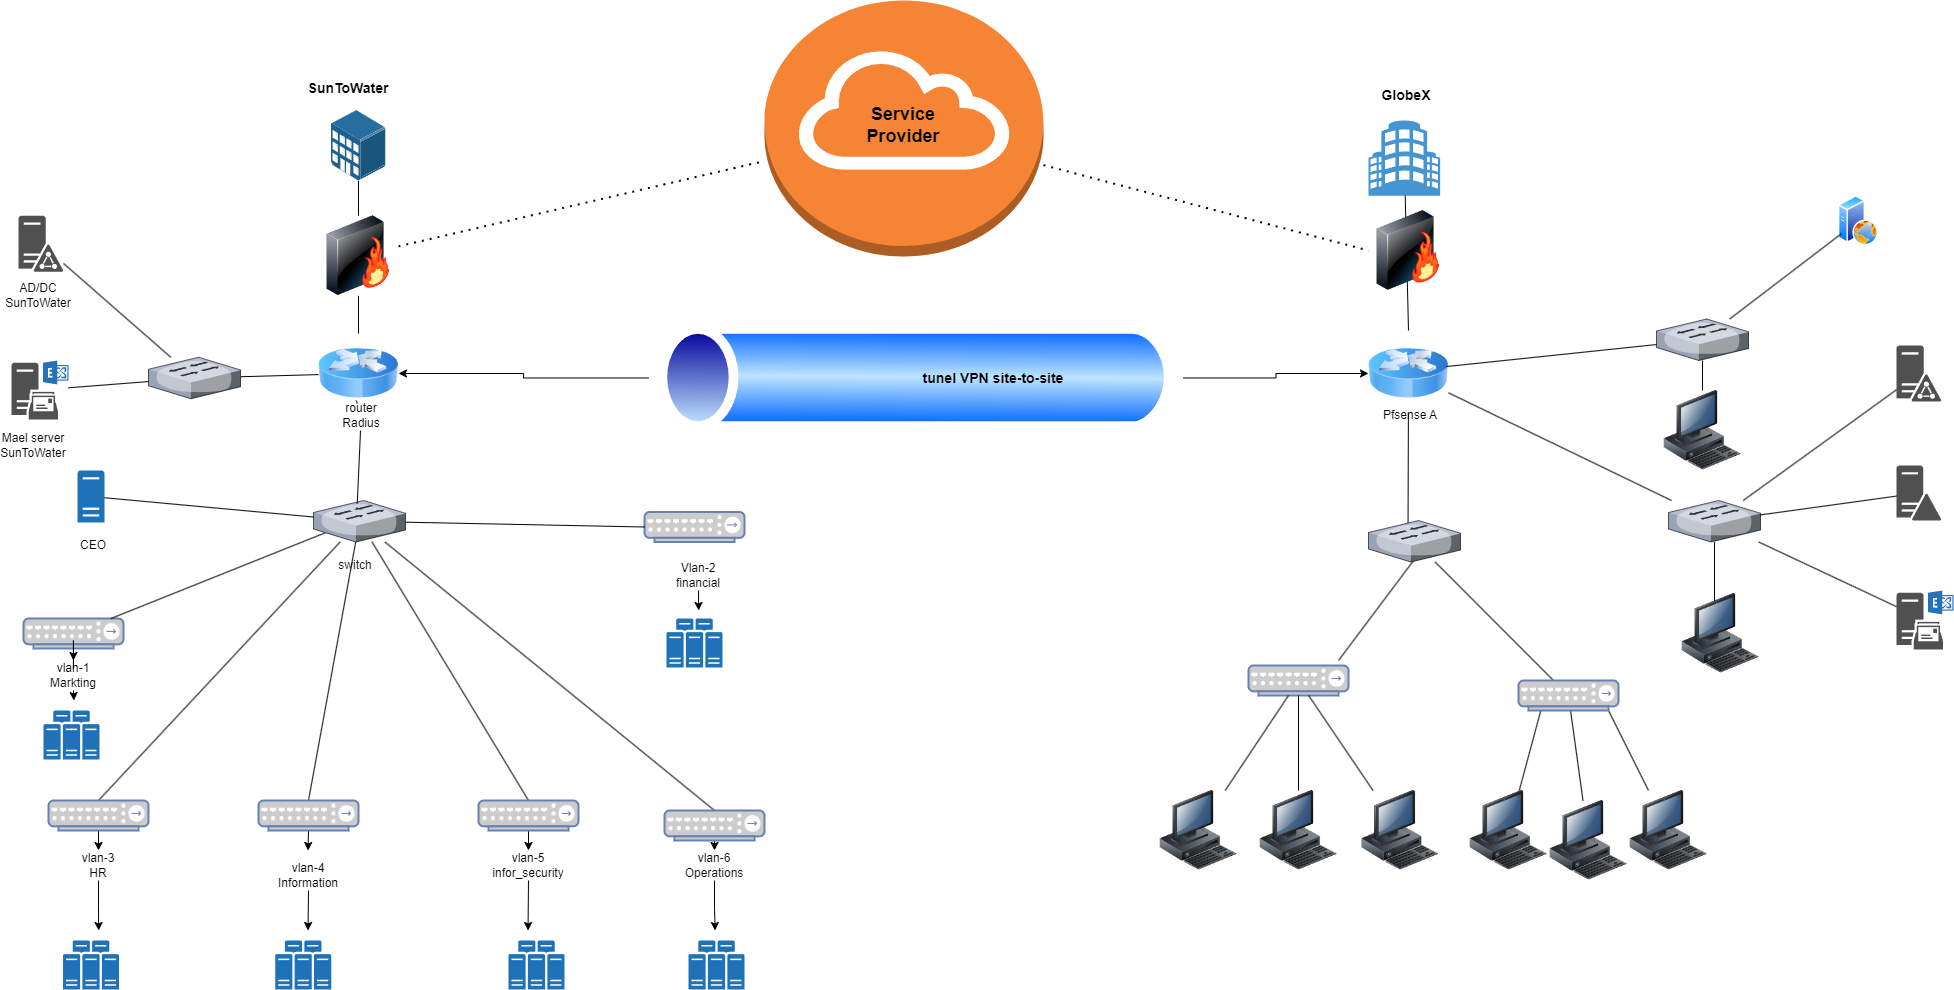 Service
Provider
SunToWater
GlobeX
AD/DC
SunToWater
tunel VPN site-to-site
router
Radius
Pfsense A
Mael server
SunToWater
CEO
switch
Vlan-2
financial
vlan-1
Markting
vlan-3
HR
vlan-4
Information
vlan-5
infor_security
vlan-6
Operations